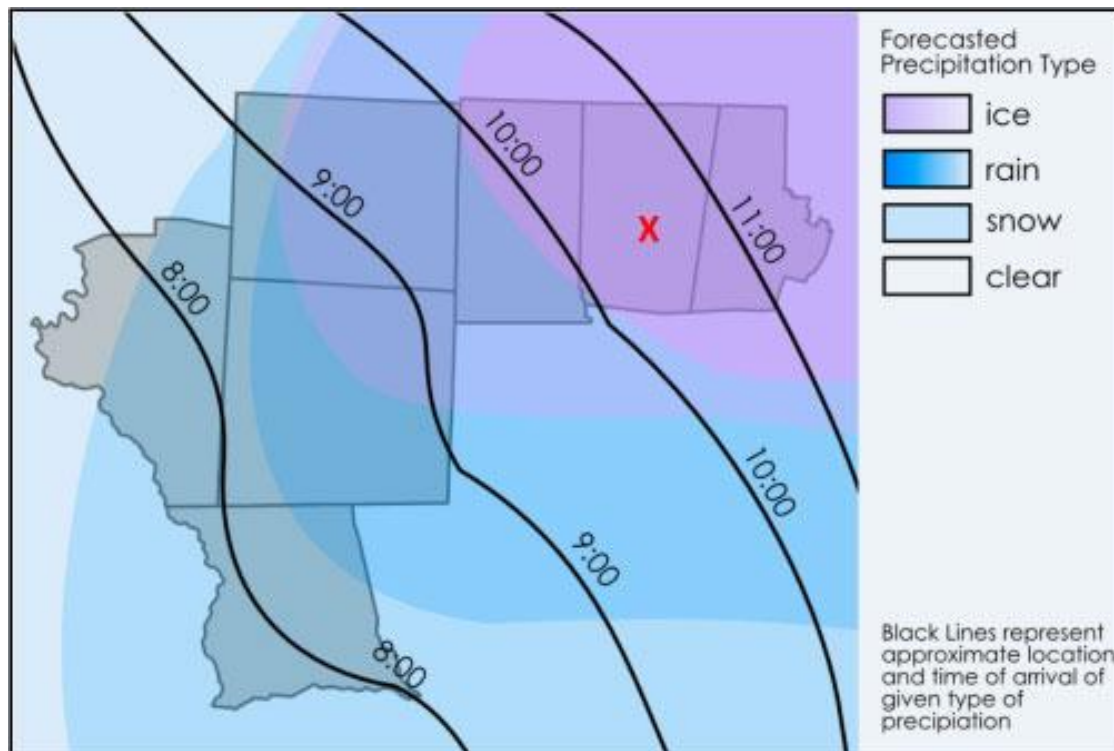 Forecasted
Precipitation Type
ice
rain
snow
clear
10:00
9:00
11:00
X
8:00
10:00
9:00
8:00
Black Lines represent
approximate location
and time of arrival of
given type of
precipiation